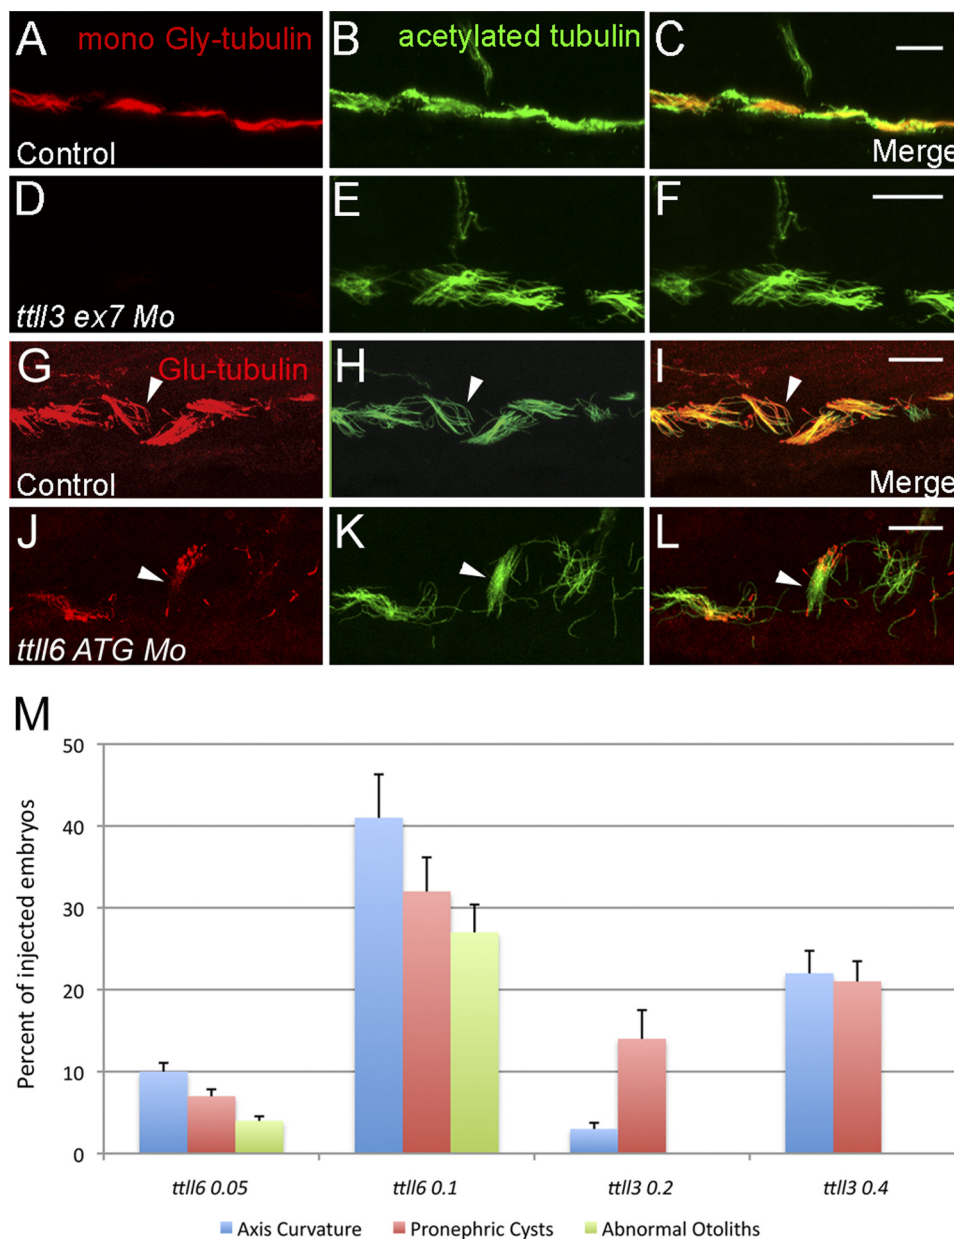 A mono Gly-tubulin B acetylated tubulin C
Control Merge
D E F
ttll3 ex7 Mo
G Glu-tubulin H I
Control Merge
J K L
ttll6 ATG Mo
M
Percent of injected embryos
50
40
30
20
10
0
ttll6 0.05 ttll6 0.1 ttll3 0.2 ttll3 0.4
Axis Curvature Pronephric Cysts Abnormal Otoliths